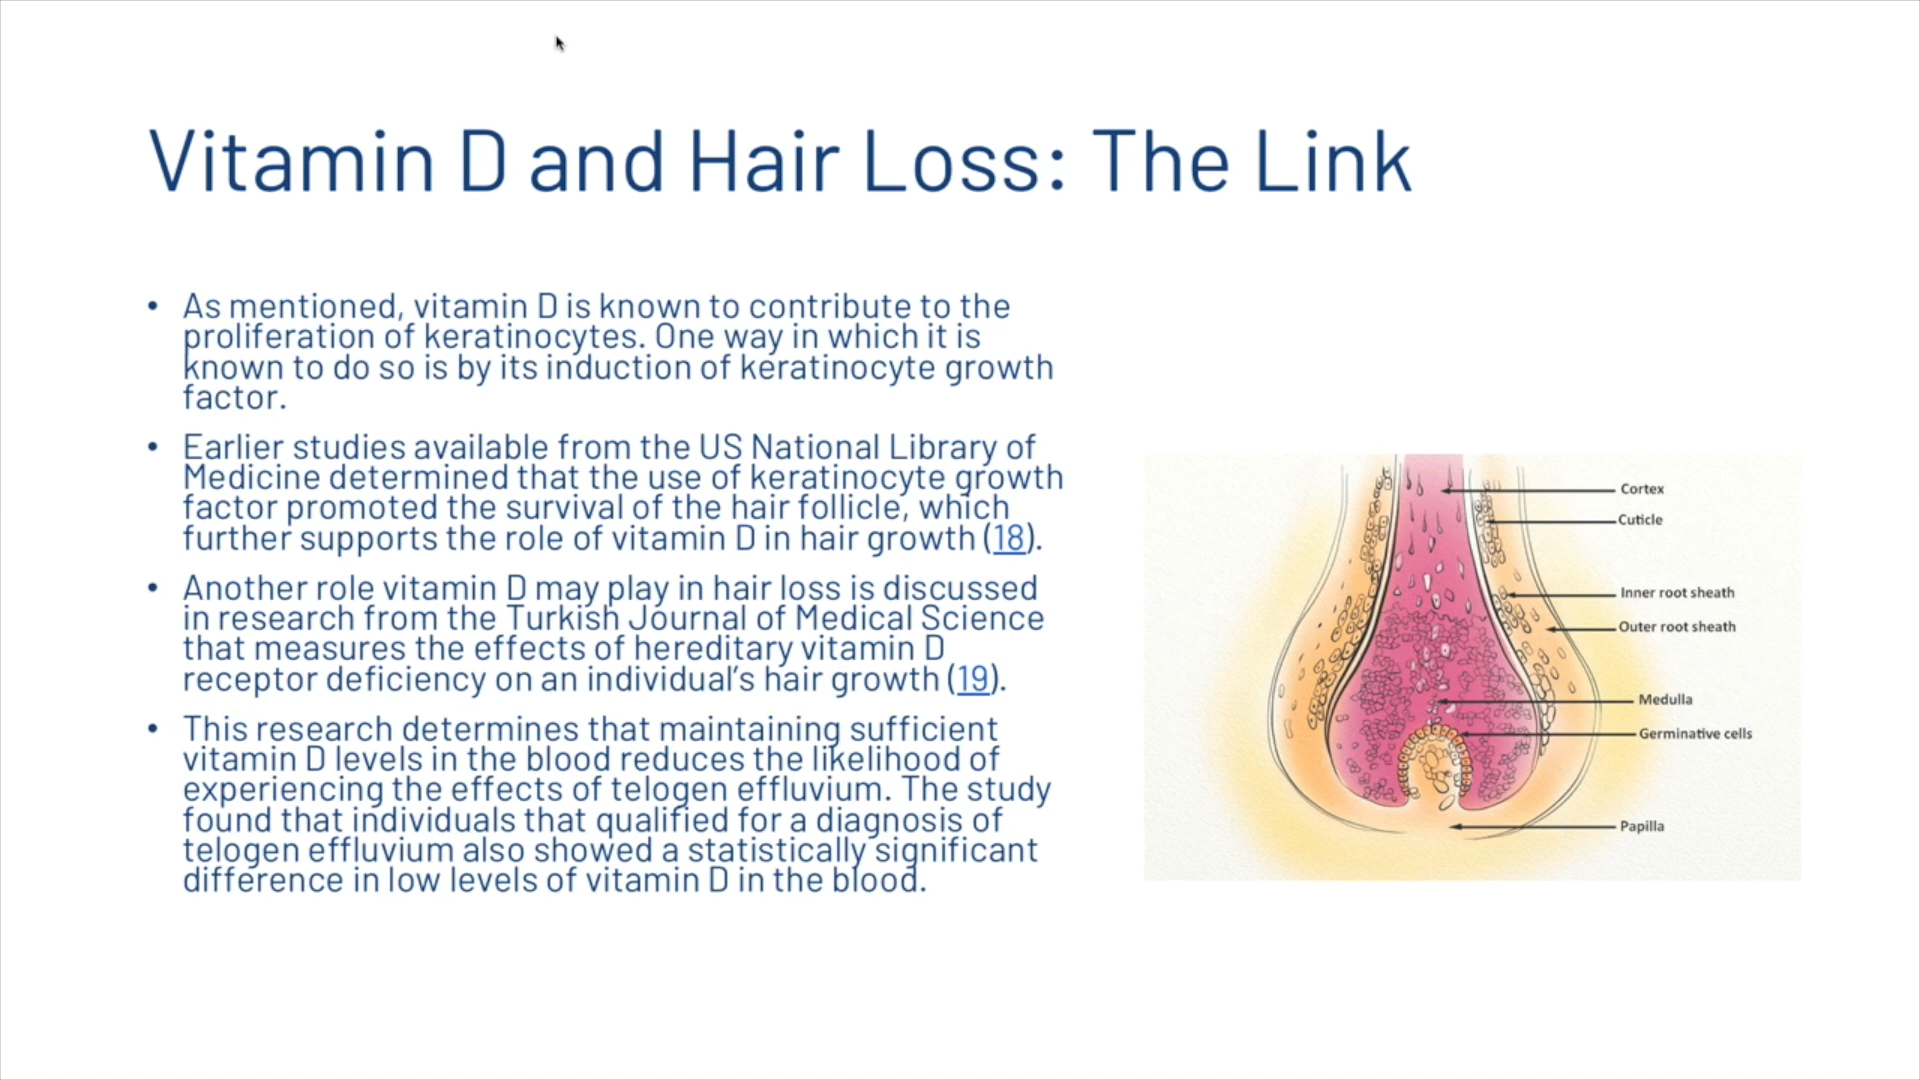 Vitamin D and Hair Loss: The Link
• As mentioned, vitamin D is known to contribute to the
proliferation of keratinocytes. One way in which it is
known to do so is by its induction of keratinocyte growth
factor.
• Earlier studies available from the US National Library of
Medicine determined that the use of keratinocyte growth
factor promoted the survival of the hair follicle, which
further supports the role of vitamin D in hair growth (18).
• Another role vitamin D may play in hair loss is discussed
in research from the Turkish Journal of Medical Science
that measures the effects of hereditary vitamin D
receptor deficiency on an individual’s hair growth (19).
• This research determines that maintaining sufficient
vitamin D levels in the blood reduces the likelihood of
experiencing the effects of telogen effluvium. The study
found that individuals that qualified for a diagnosis of
telogen effluvium also showed a statistically significant
difference in low levels of vitamin D in the blood.
Cortex
Cuticle
Inner root sheath
Outer root sheath
Medulla
Germinative cells
Papilla